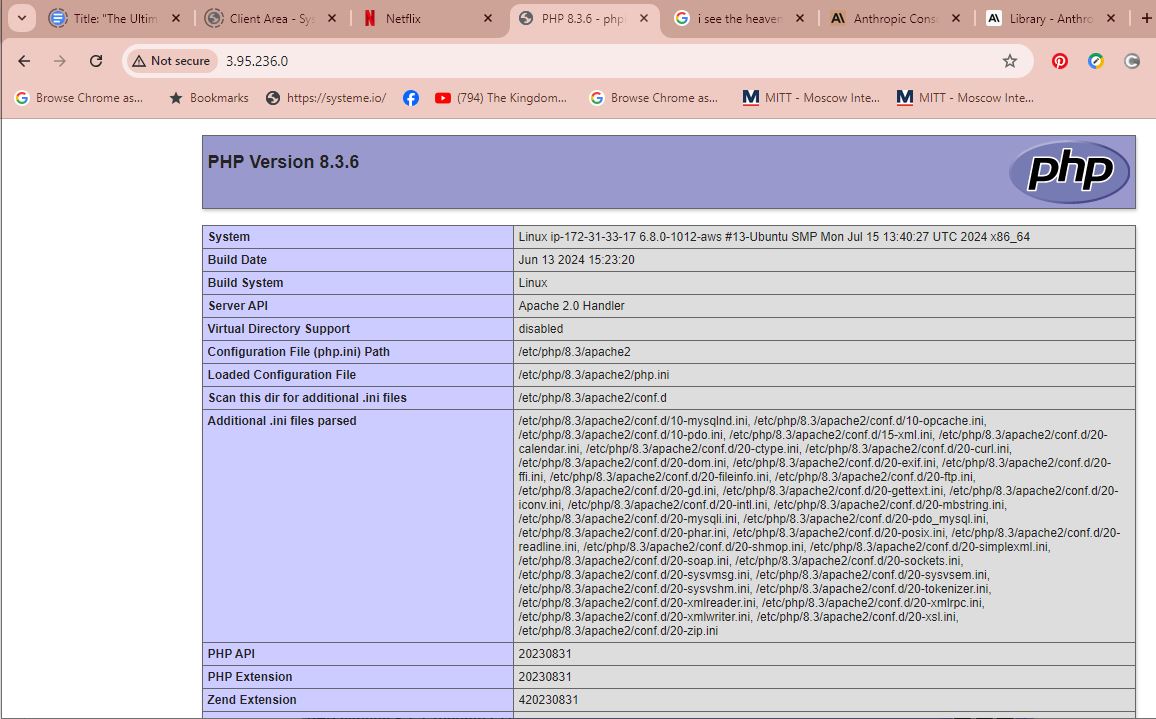 Title: "The Ultim
Client Area - Sys
Netflix
PHP 8.3.6 - phpi
i see the heaven
Anthropic Conso
Library - Anthro
Not secure
3.95.236.0
Browse Chrome as...
Bookmarks
https://systeme.io/
(794) The Kingdom...
Browse Chrome as...
MITT - Moscow Inte...
MITT - Moscow Inte...
PHP Version 8.3.6
php
System
Linux ip-172-31-33-17 6.8.0-1012-aws #13-Ubuntu SMP Mon Jul 15 13:40:27 UTC 2024 x86_64
Build Date
Jun 13 2024 15:23:20
Build System
Linux
Server API
Apache 2.0 Handler
Virtual Directory Support
disabled
Configuration File (php.ini) Path
/etc/php/8.3/apache2
Loaded Configuration File
/etc/php/8.3/apache2/php.ini
Scan this dir for additional .ini files
/etc/php/8.3/apache2/conf.d
Additional .ini files parsed
/etc/php/8.3/apache2/conf.d/10-mysqlnd.ini, /etc/php/8.3/apache2/conf.d/10-opcache.ini,
/etc/php/8.3/apache2/conf.d/10-pdo.ini, /etc/php/8.3/apache2/conf.d/15-xml.ini, /etc/php/8.3/apache2/conf.d/20-
calendar.ini, /etc/php/8.3/apache2/conf.d/20-ctype.ini, /etc/php/8.3/apache2/conf.d/20-curl.ini,
/etc/php/8.3/apache2/conf.d/20-dom.ini, /etc/php/8.3/apache2/conf.d/20-exif.ini, /etc/php/8.3/apache2/conf.d/20-
ffi.ini, /etc/php/8.3/apache2/conf.d/20-fileinfo.ini, /etc/php/8.3/apache2/conf.d/20-ftp.ini,
/etc/php/8.3/apache2/conf.d/20-gd.ini, /etc/php/8.3/apache2/conf.d/20-gettext.ini, /etc/php/8.3/apache2/conf.d/20-
iconv.ini, /etc/php/8.3/apache2/conf.d/20-intl.ini, /etc/php/8.3/apache2/conf.d/20-mbstring.ini,
/etc/php/8.3/apache2/conf.d/20-mysqli.ini, /etc/php/8.3/apache2/conf.d/20-pdo_mysql.ini,
/etc/php/8.3/apache2/conf.d/20-phar.ini, /etc/php/8.3/apache2/conf.d/20-posix.ini, /etc/php/8.3/apache2/conf.d/20-
readline.ini, /etc/php/8.3/apache2/conf.d/20-shmop.ini, /etc/php/8.3/apache2/conf.d/20-simplexml.ini,
/etc/php/8.3/apache2/conf.d/20-soap.ini, /etc/php/8.3/apache2/conf.d/20-sockets.ini,
/etc/php/8.3/apache2/conf.d/20-sysvmsg.ini, /etc/php/8.3/apache2/conf.d/20-sysvsem.ini,
/etc/php/8.3/apache2/conf.d/20-sysvshm.ini, /etc/php/8.3/apache2/conf.d/20-tokenizer.ini,
/etc/php/8.3/apache2/conf.d/20-xmlreader.ini, /etc/php/8.3/apache2/conf.d/20-xmlrpc.ini,
/etc/php/8.3/apache2/conf.d/20-xmlwriter.ini, /etc/php/8.3/apache2/conf.d/20-xsl.ini,
/etc/php/8.3/apache2/conf.d/20-zip.ini
PHP API
20230831
PHP Extension
20230831
Zend Extension
420230831